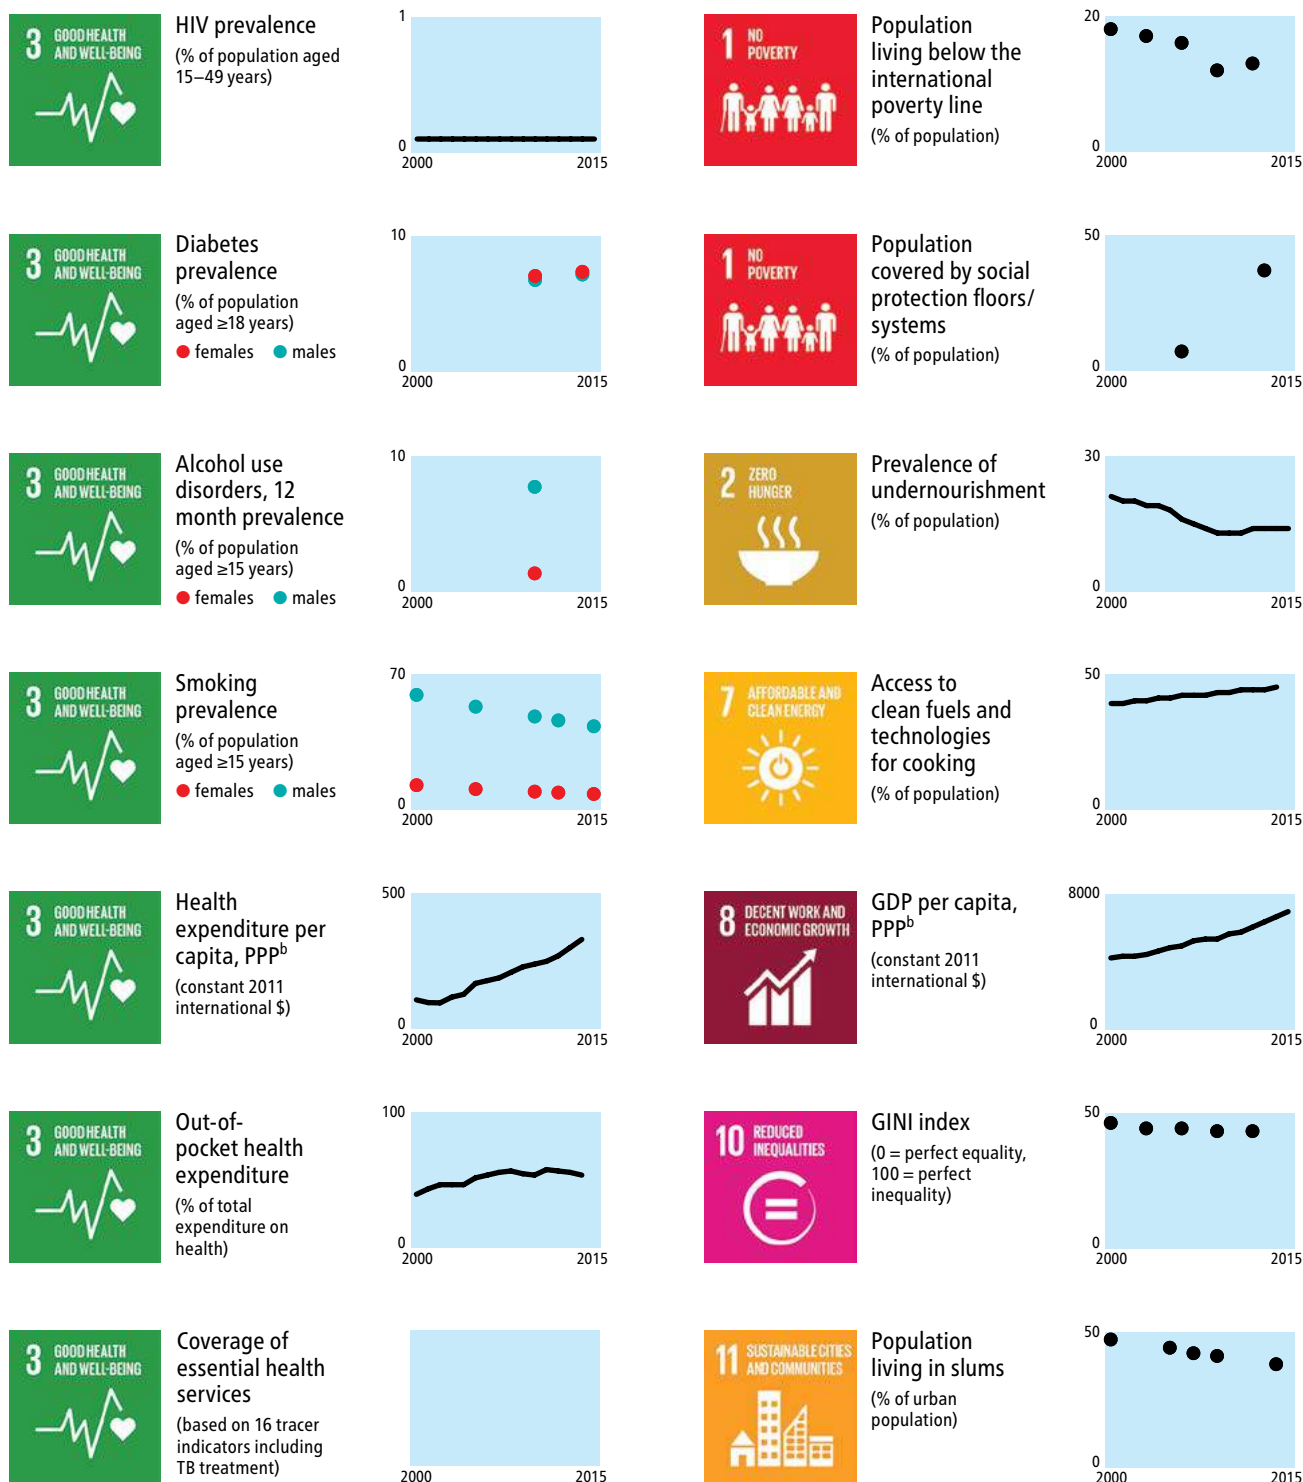 3 GOOD HEALTH
AND WELL-BEING
HIV prevalence
(% of population aged
15–49 years)
1
0
2000 2015
3 GOOD HEALTH
AND WELL-BEING
Diabetes
prevalence
(% of population
aged ≥18 years)
females males
10
0
2000 2015
3 GOOD HEALTH
AND WELL-BEING
Alcohol use
disorders, 12
month prevalence
(% of population
aged ≥15 years)
females males
10
0
2000 2015
3 GOOD HEALTH
AND WELL-BEING
Smoking
prevalence
(% of population
aged ≥15 years)
females males
70
0
2000 2015
3 GOOD HEALTH
AND WELL-BEING
Health
expenditure per
capita, PPPb
(constant 2011
international $)
500
0
2000 2015
3 GOOD HEALTH
AND WELL-BEING
Out-of-
pocket health
expenditure
(% of total
expenditure on
health)
100
0
2000 2015
3 GOOD HEALTH
AND WELL-BEING
Coverage of
essential health
services
(based on 16 tracer
indicators including
TB treatment)
2000 2015
1 NO
POVERTY
Population
living below the
international
poverty line
(% of population)
20
0
2000 2015
1 NO
POVERTY
Population
covered by social
protection floors/
systems
(% of population)
50
0
2000 2015
2 ZERO
HUNGER
Prevalence of
undernourishment
(% of population)
30
0
2000 2015
7 AFFORDABLE AND
CLEAN ENERGY
Access to
clean fuels and
technologies
for cooking
(% of population)
50
0
2000 2015
8 DECENT WORK AND
ECONOMIC GROWTH
GDP per capita,
PPPb
(constant 2011
international $)
8000
0
2000 2015
10 REDUCED
INEQUALITIES
GINI index
(0 = perfect equality,
100 = perfect
inequality)
50
0
2000 2015
11 SUSTAINABLE CITIES
AND COMMUNITIES
Population
living in slums
(% of urban
population)
50
0
2000 2015